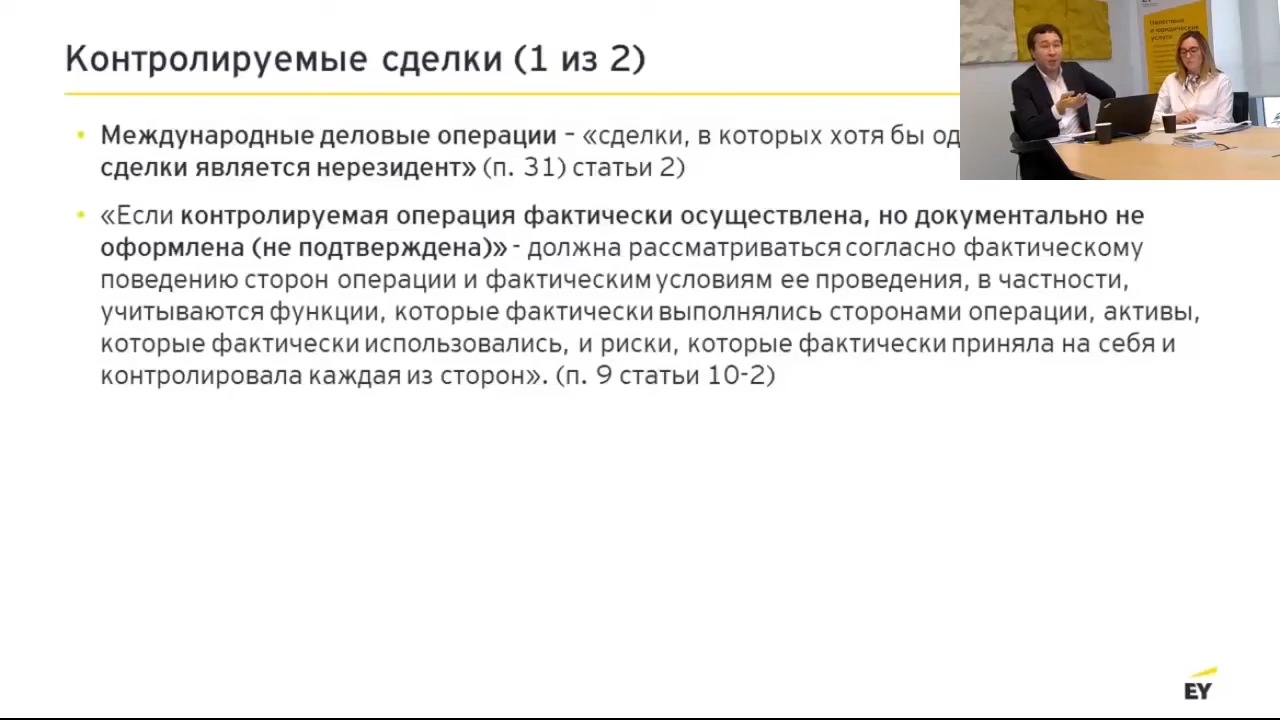 Контролируемые сделки (1 из 2)
• Международные деловые операции – «сделки, в которых хотя бы
сделки является нерезидент» (п. 31) статьи 2)
• «Если контролируемая операция фактически осуществлена, но документально не
оформлена (не подтверждена)» - должна рассматриваться согласно фактическому
поведению сторон операции и фактическим условиям ее проведения, в частности,
учитываются функции, которые фактически выполнялись сторонами операции, активы,
которые фактически использовались, и риски, которые фактически приняла на себя и
контролировала каждая из сторон». (п. 9 статьи 10-2)
Налоговые
и юридические
услуги
EY